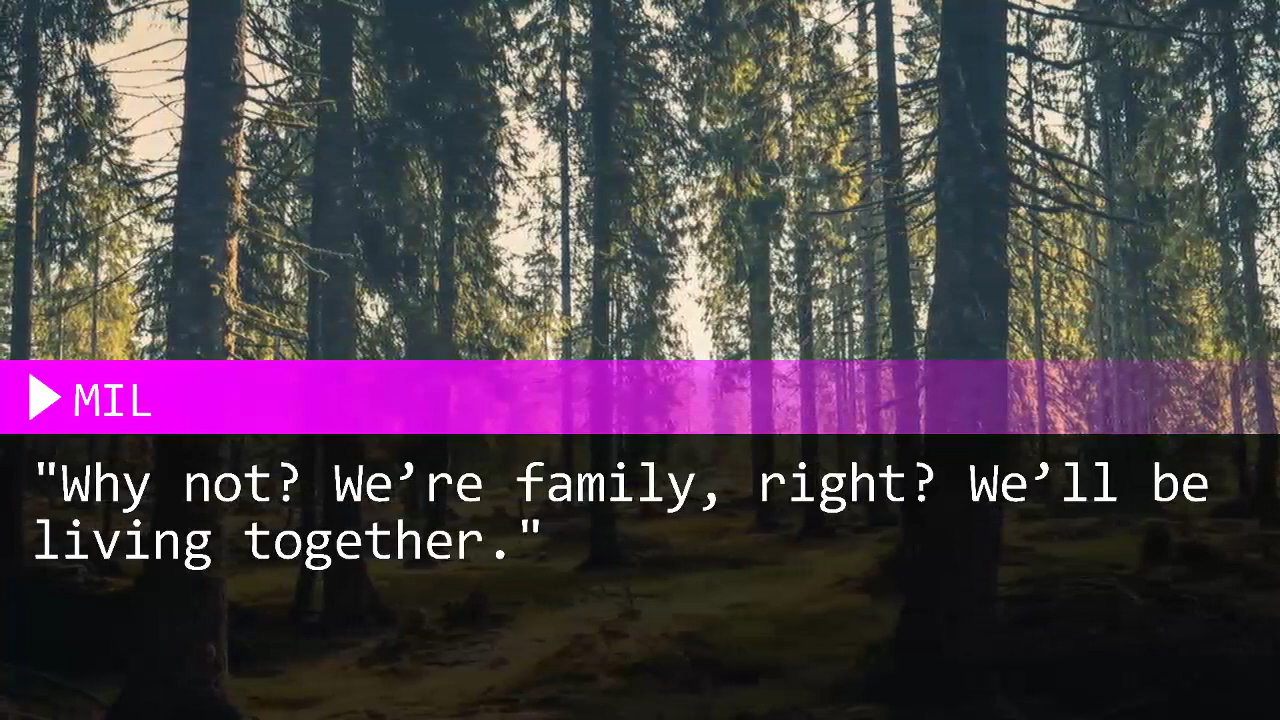 MIL
"Why not? We’re family, right? We’ll be
living together."